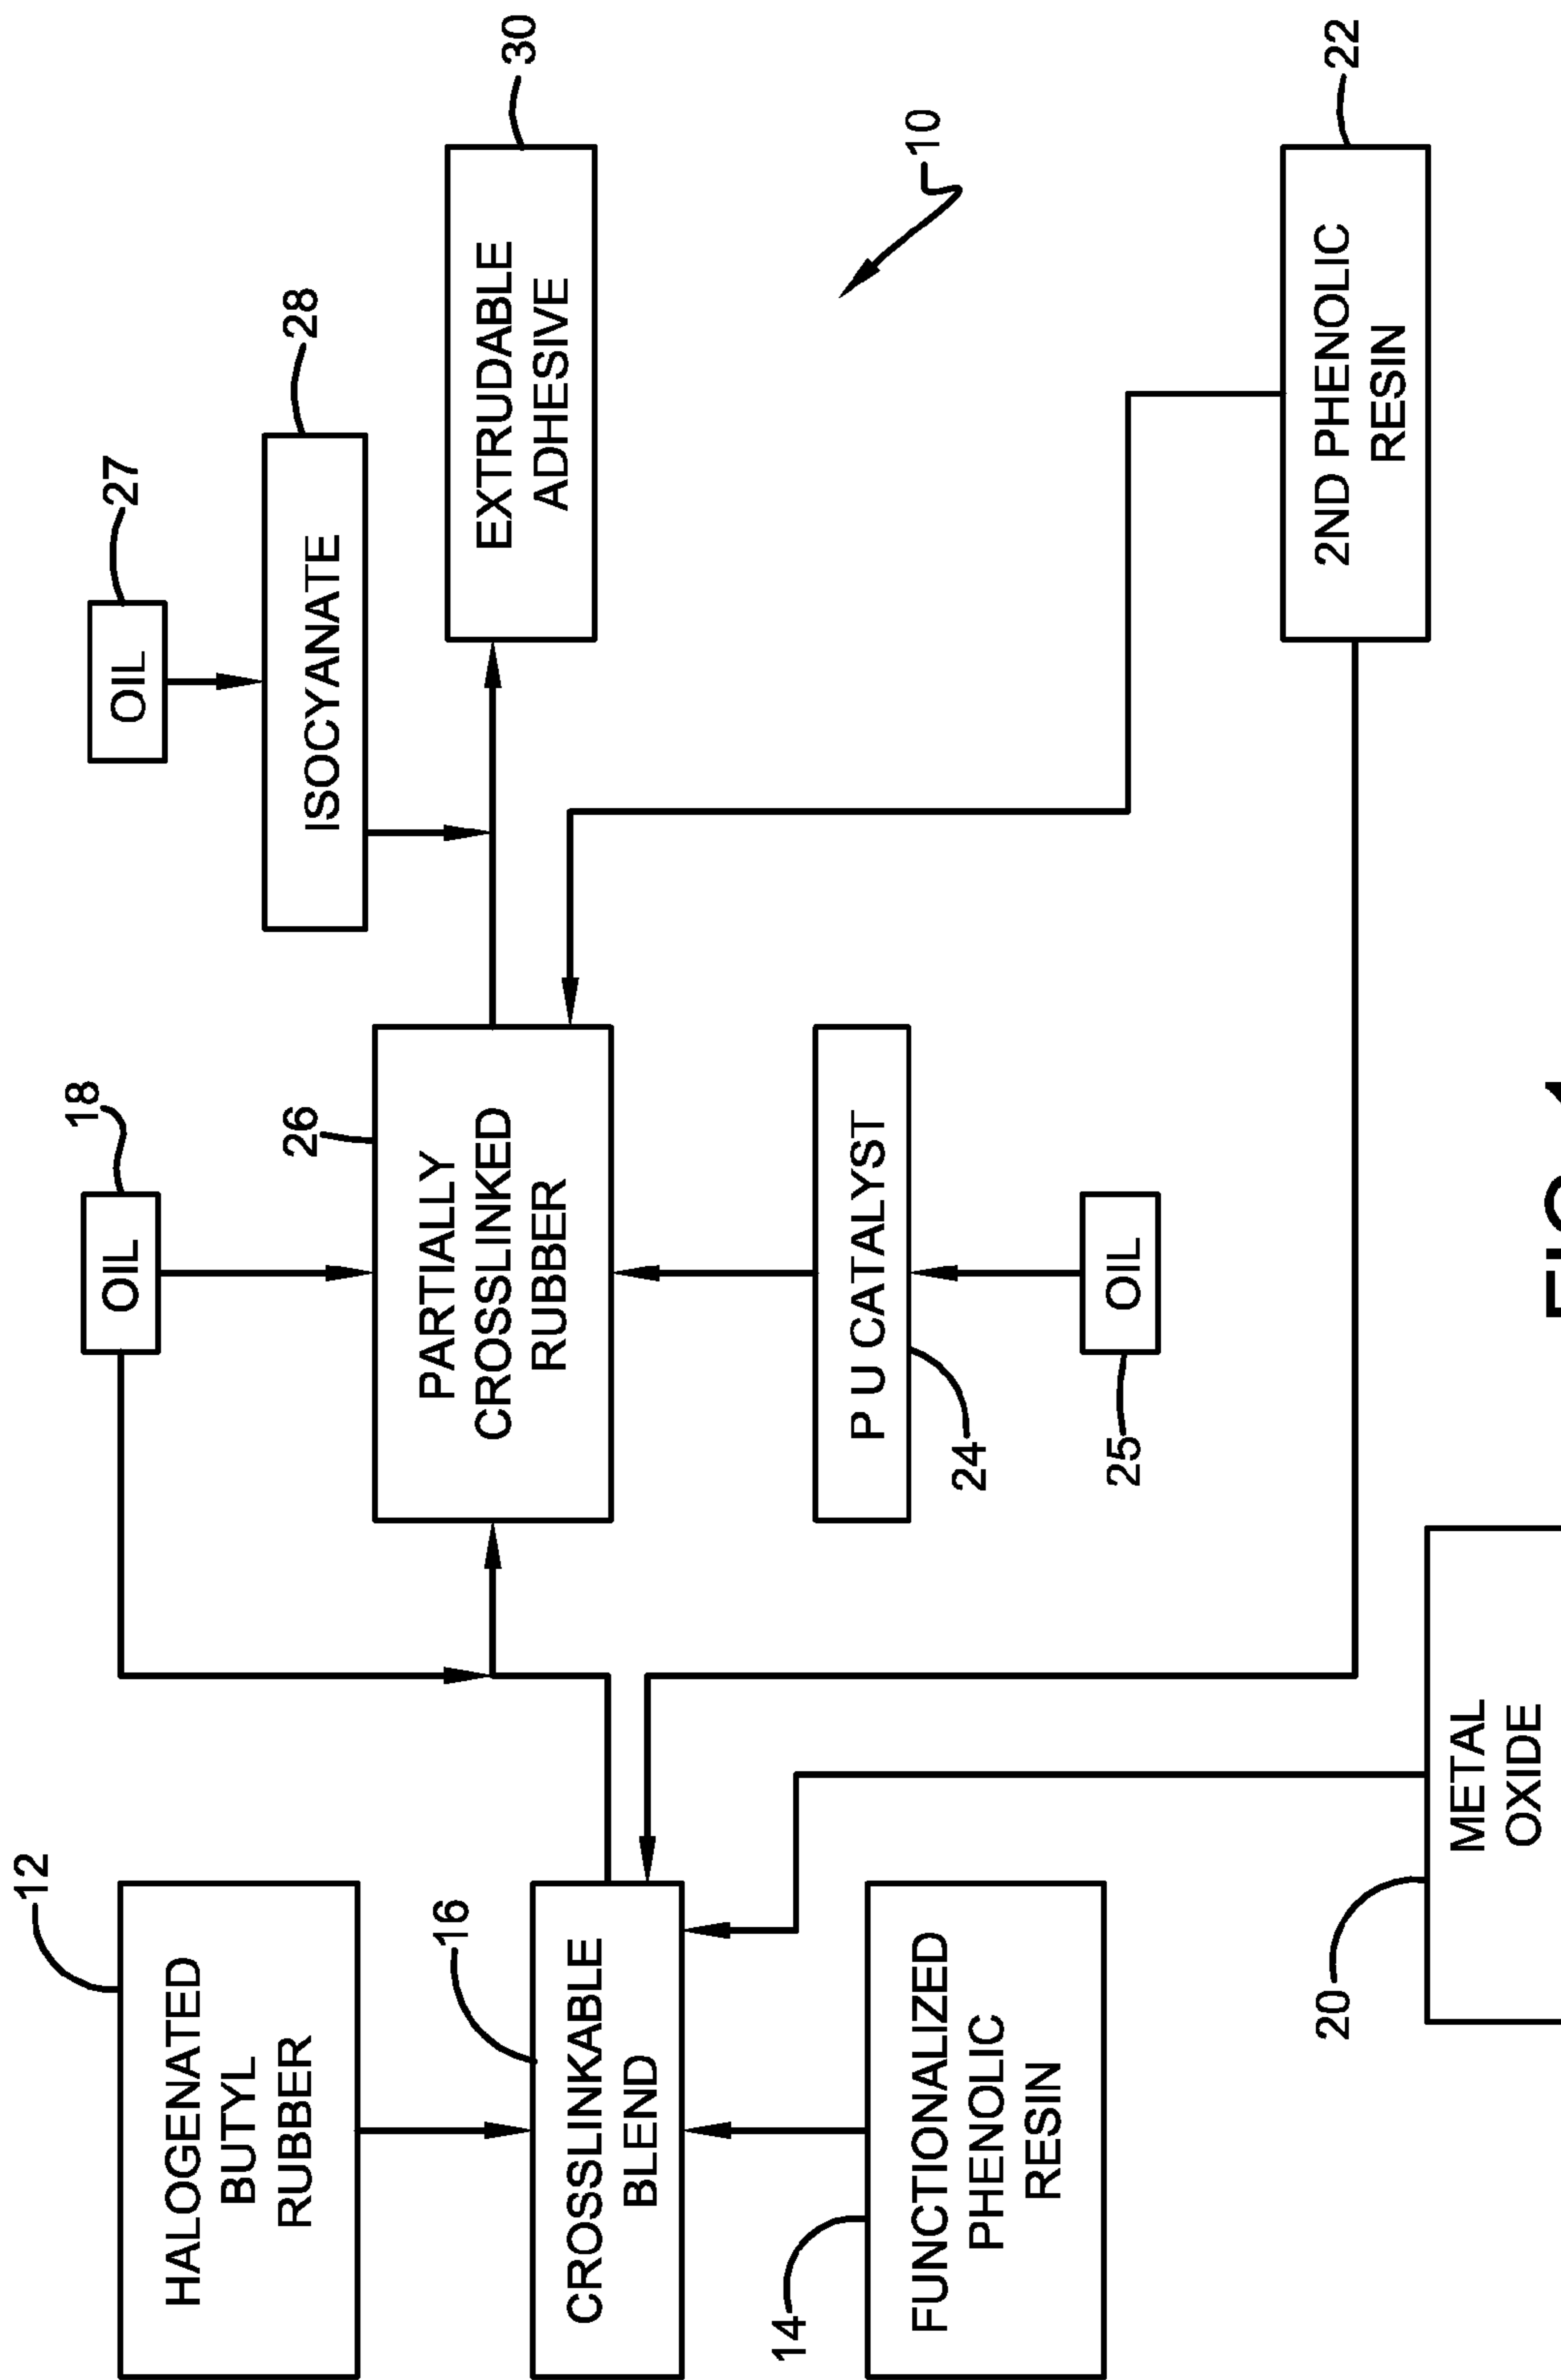 12
HALOGENATED
BUTYL
RUBBER
16
CROSSLINKABLE
BLEND
14
FUNCTIONALIZED
PHENOLIC
RESIN
20
METAL
OXIDE
18
OIL
26
PARTIALLY
CROSSLINKED
RUBBER
P U CATALYST
24
25
OIL
27
OIL
28
ISOCYANATE
30
EXTRUDABLE
ADHESIVE
10
22
2ND PHENOLIC
RESIN